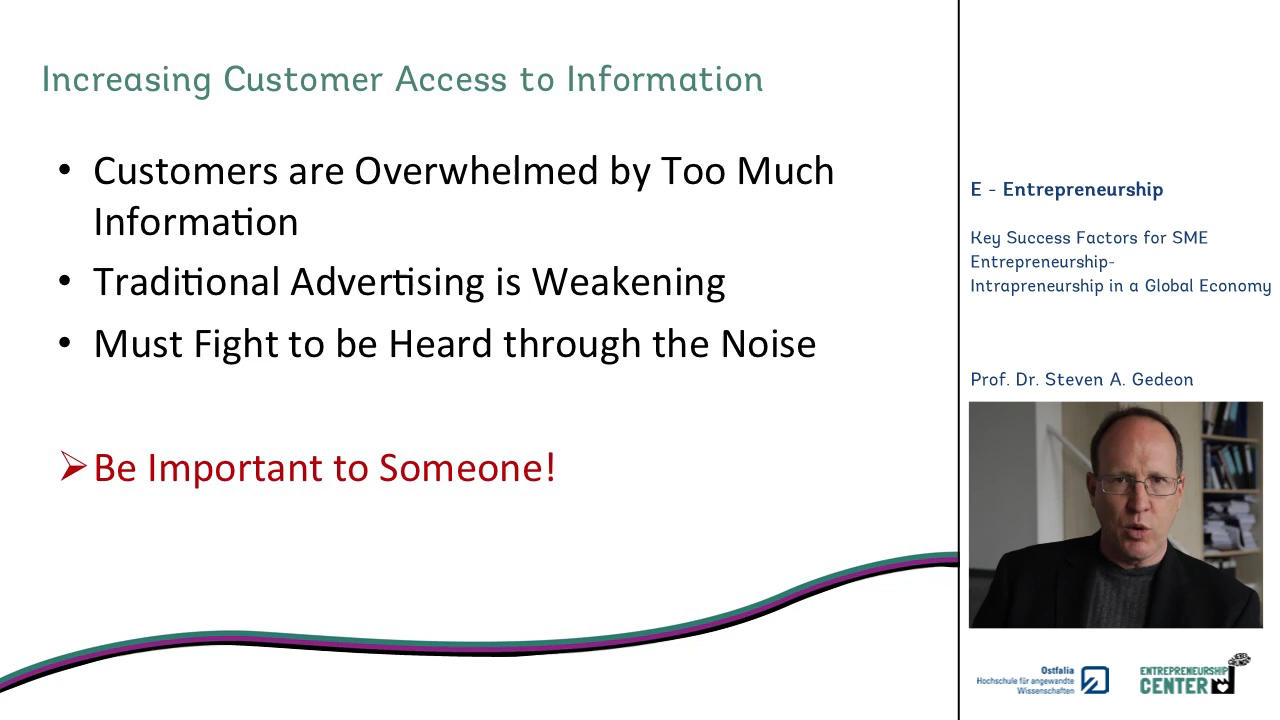 Increasing Customer Access to Information
• Customers are Overwhelmed by Too Much
Information
• Traditional Advertising is Weakening
• Must Fight to be Heard through the Noise
➢ Be Important to Someone!
E - Entrepreneurship
Key Success Factors for SME
Entrepreneurship-
Intrapreneurship in a Global Economy
Prof. Dr. Steven A. Gedeon
Ostfalia
Hochschule für angewandte
Wissenschaften
ENTREPRENEURSHIP
CENTER